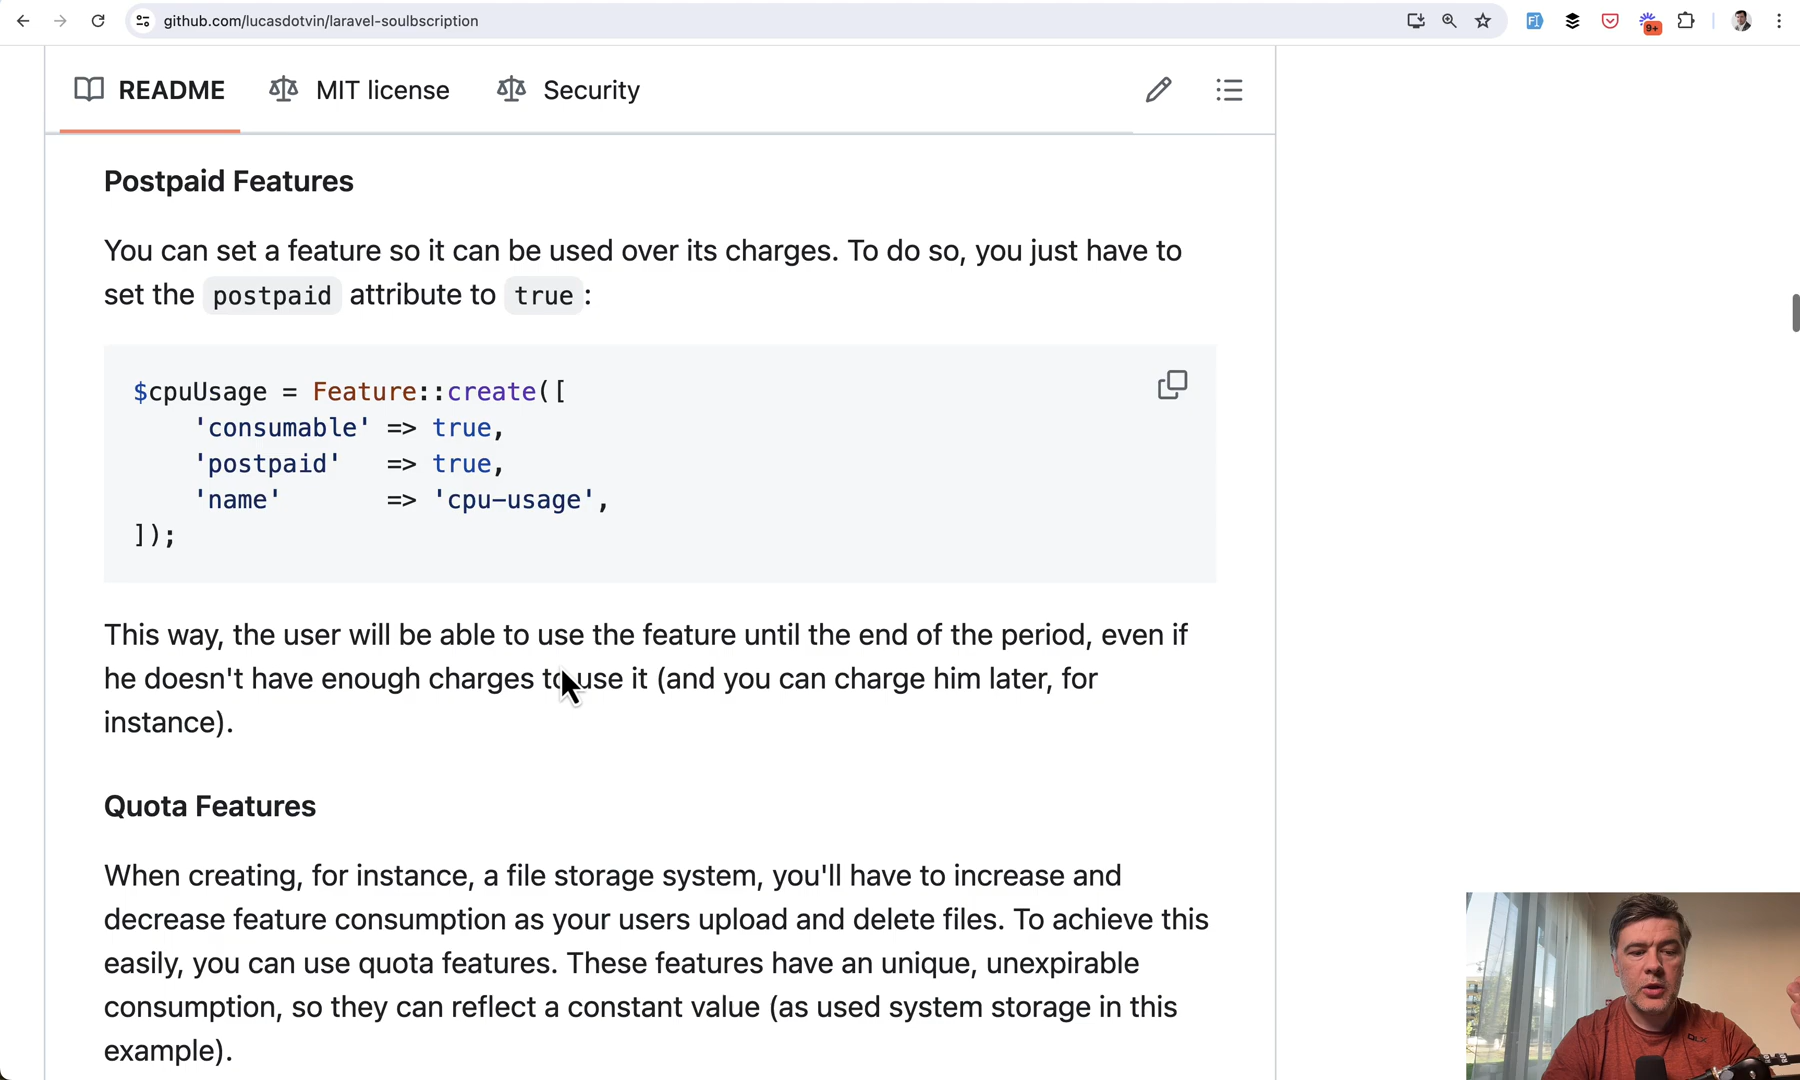 github.com/lucasdotvin/laravel-soulbscription
9+
README
MIT license
Security
Postpaid Features
You can set a feature so it can be used over its charges. To do so, you just have to
set the postpaid attribute to true:
$cpuUsage = Feature::create([
    'consumable' => true,
    'postpaid'   => true,
    'name'       => 'cpu-usage',
]);
This way, the user will be able to use the feature until the end of the period, even if
he doesn't have enough charges to use it (and you can charge him later, for
instance).
Quota Features
When creating, for instance, a file storage system, you'll have to increase and
decrease feature consumption as your users upload and delete files. To achieve this
easily, you can use quota features. These features have an unique, unexpirable
consumption, so they can reflect a constant value (as used system storage in this
example).